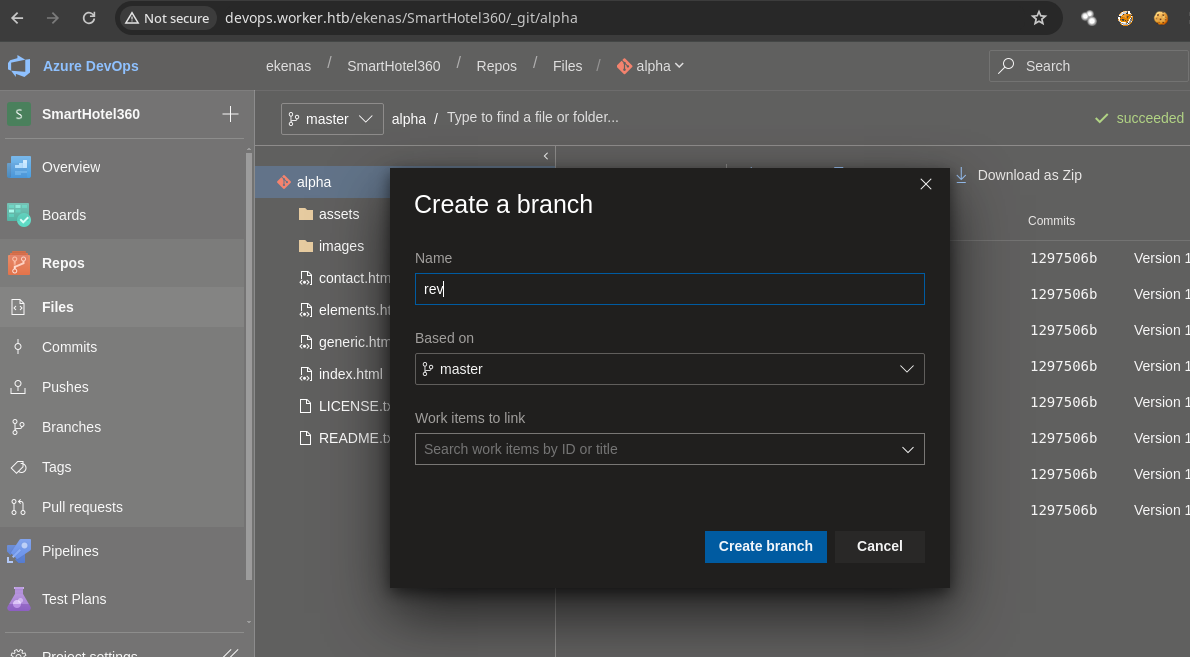 Not secure devops.worker.htb/ekenas/SmartHotel360/_git/alpha
Azure DevOps ekenas / SmartHotel360 / Repos / Files / alpha Search
S SmartHotel360
master alpha / Type to find a file or folder... succeeded
Overview
Boards
Repos
Files
Commits
Pushes
Branches
Tags
Pull requests
Pipelines
Test Plans
Project settings
alpha
assets
images
contact.htm
elements.ht
generic.htm
index.html
LICENSE.tx
README.tx
Download as Zip
Commits
1297506b Version 1
1297506b Version 1
1297506b Version 1
1297506b Version 1
1297506b Version 1
1297506b Version 1
1297506b Version 1
1297506b Version 1
Create a branch
Name
rev
Based on
master
Work items to link
Search work items by ID or title
Create branch Cancel